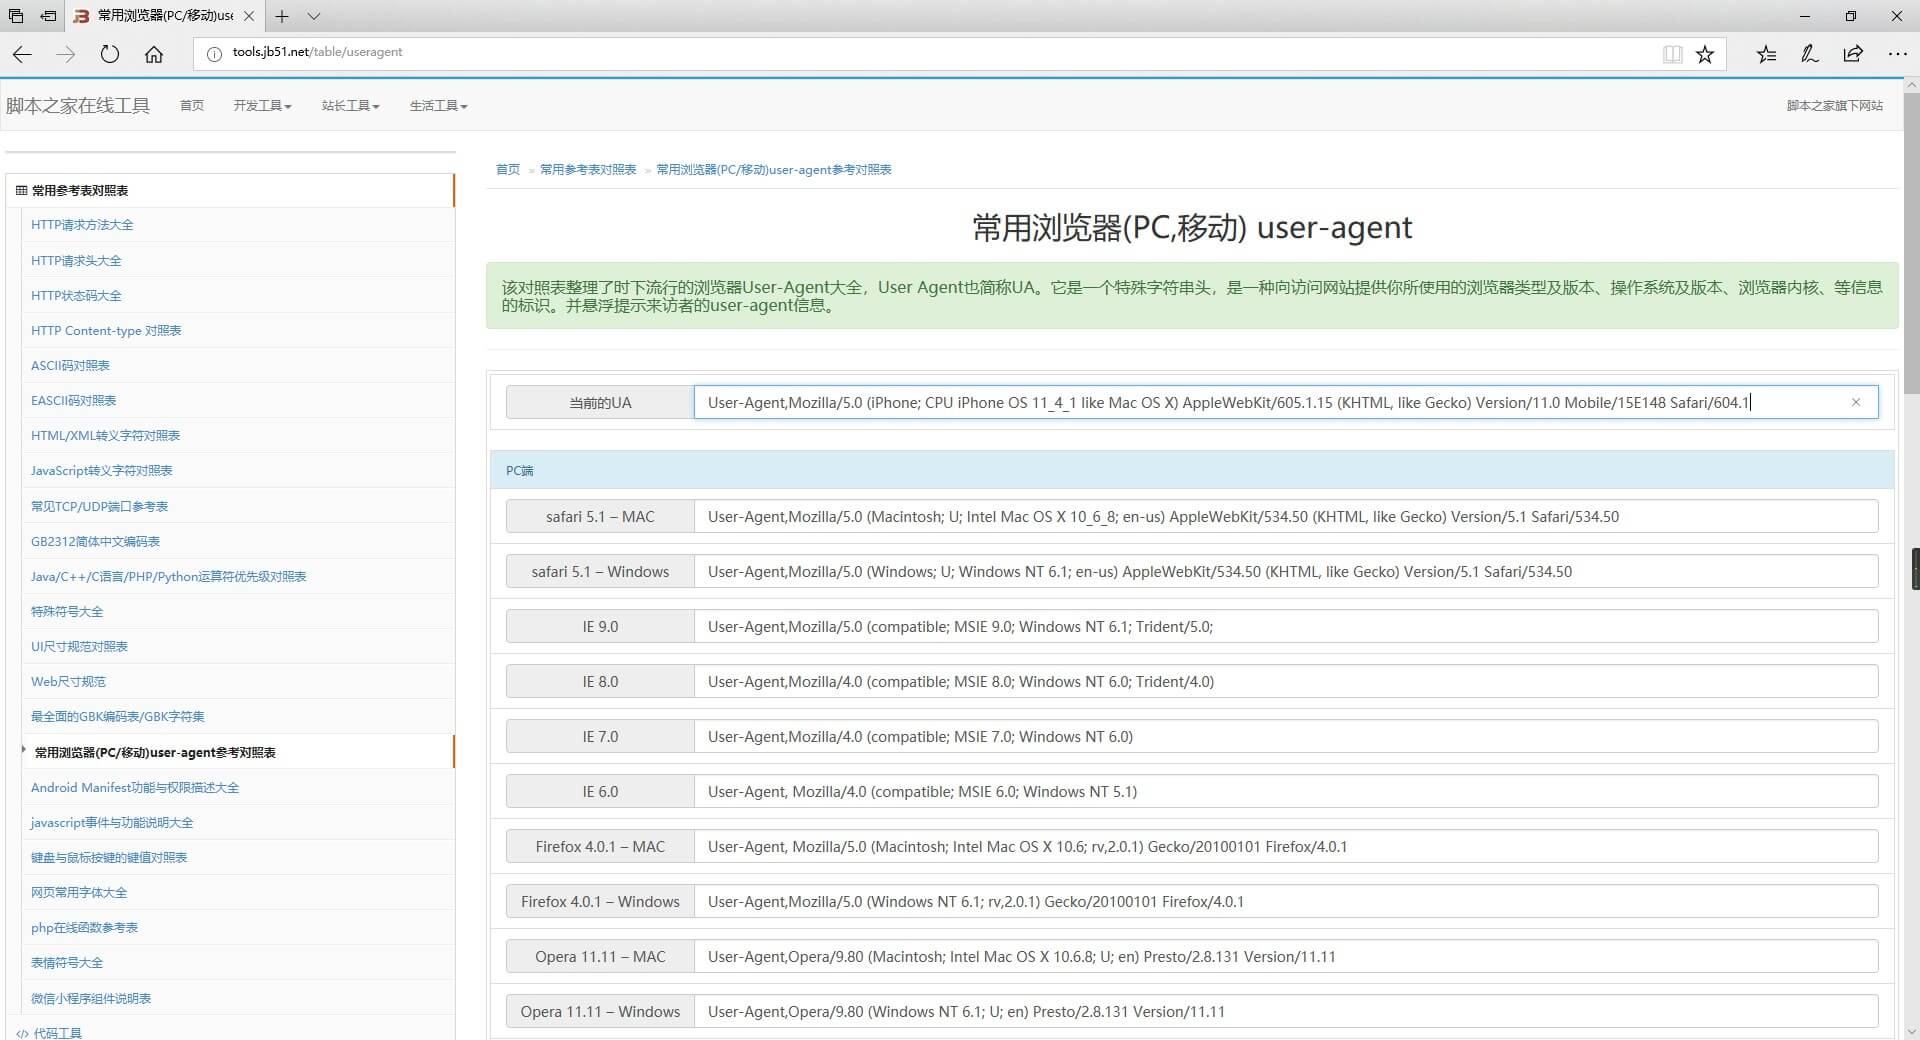 常用浏览器(PC/移动)use
tools.jb51.net/table/useragent
脚本之家在线工具
首页
开发工具
站长工具
生活工具
脚本之家旗下网站
常用参考表对照表
HTTP请求方法大全
HTTP请求头大全
HTTP状态码大全
HTTP Content-type 对照表
ASCII码对照表
EASCII码对照表
HTML/XML转义字符对照表
JavaScript转义字符对照表
常见TCP/UDP端口参考表
GB2312简体中文编码表
Java/C++/C语言/PHP/Python运算符优先级对照表
特殊符号大全
UI尺寸规范对照表
Web尺寸规范
最全面的GBK编码表/GBK字符集
常用浏览器(PC/移动)user-agent参考对照表
Android Manifest功能与权限描述大全
javascript事件与功能说明大全
键盘与鼠标按键的键值对照表
网页常用字体大全
php在线函数参考表
表情符号大全
微信小程序组件说明表
代码工具
首页 » 常用参考表对照表 » 常用浏览器(PC/移动)user-agent参考对照表
常用浏览器(PC,移动) user-agent
该对照表整理了时下流行的浏览器User-Agent大全，User Agent也简称UA。它是一个特殊字符串头，是一种向访问网站提供你所使用的浏览器类型及版本、操作系统及版本、浏览器内核、等信息
的标识。并悬浮提示来访者的user-agent信息。
当前的UA User-Agent,Mozilla/5.0 (iPhone; CPU iPhone OS 11_4_1 like Mac OS X) AppleWebKit/605.1.15 (KHTML, like Gecko) Version/11.0 Mobile/15E148 Safari/604.1
PC端
safari 5.1 – MAC User-Agent,Mozilla/5.0 (Macintosh; U; Intel Mac OS X 10_6_8; en-us) AppleWebKit/534.50 (KHTML, like Gecko) Version/5.1 Safari/534.50
safari 5.1 – Windows User-Agent,Mozilla/5.0 (Windows; U; Windows NT 6.1; en-us) AppleWebKit/534.50 (KHTML, like Gecko) Version/5.1 Safari/534.50
IE 9.0 User-Agent,Mozilla/5.0 (compatible; MSIE 9.0; Windows NT 6.1; Trident/5.0;
IE 8.0 User-Agent,Mozilla/4.0 (compatible; MSIE 8.0; Windows NT 6.0; Trident/4.0)
IE 7.0 User-Agent,Mozilla/4.0 (compatible; MSIE 7.0; Windows NT 6.0)
IE 6.0 User-Agent, Mozilla/4.0 (compatible; MSIE 6.0; Windows NT 5.1)
Firefox 4.0.1 – MAC User-Agent, Mozilla/5.0 (Macintosh; Intel Mac OS X 10.6; rv,2.0.1) Gecko/20100101 Firefox/4.0.1
Firefox 4.0.1 – Windows User-Agent,Mozilla/5.0 (Windows NT 6.1; rv,2.0.1) Gecko/20100101 Firefox/4.0.1
Opera 11.11 – MAC User-Agent,Opera/9.80 (Macintosh; Intel Mac OS X 10.6.8; U; en) Presto/2.8.131 Version/11.11
Opera 11.11 – Windows User-Agent,Opera/9.80 (Windows NT 6.1; U; en) Presto/2.8.131 Version/11.11